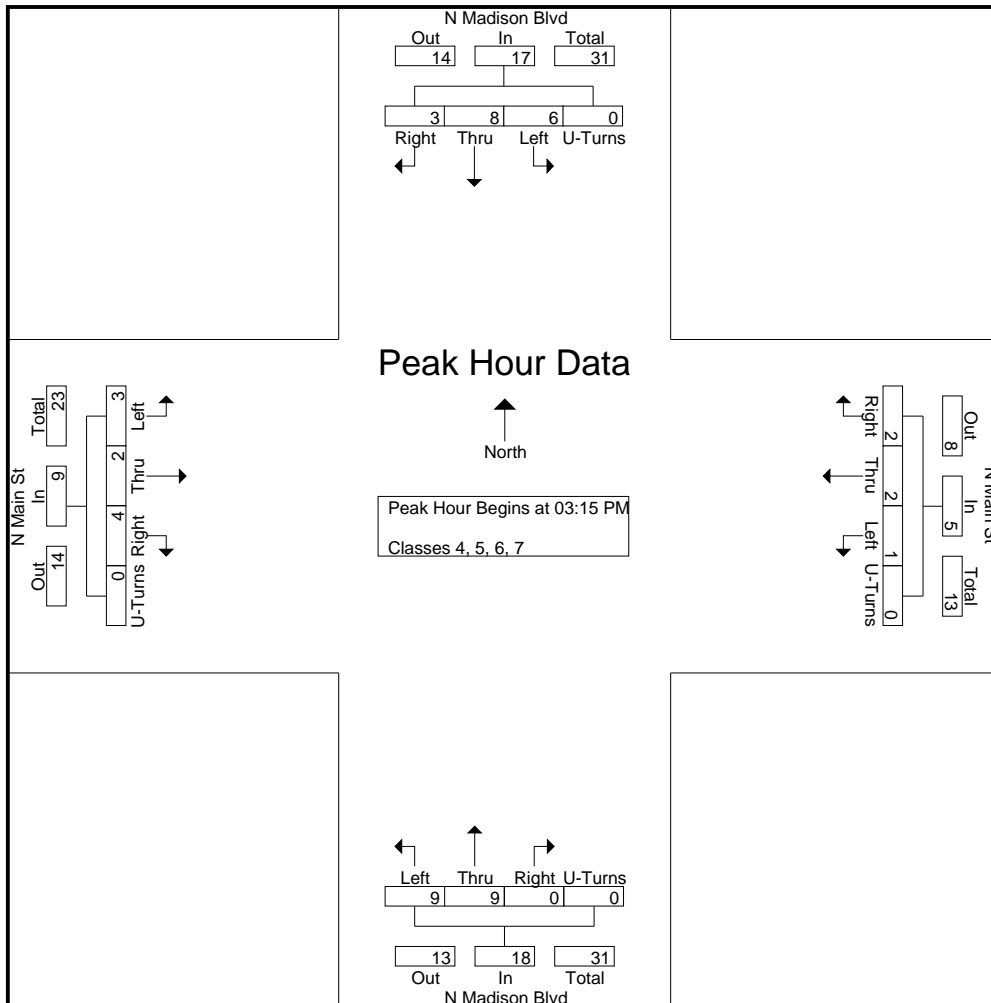 N Madison Blvd
Out In Total
14 17 31
3 8 6 0
Right Thru Left U-Turns
Peak Hour Data
North
Peak Hour Begins at 03:15 PM
Classes 4, 5, 6, 7
N Main St
Out In Total
14 9 23
3 2 4 0
Left Thru Right U-Turns
N Main St
Out In Total
8 5 13
2 2 1 0
Right Thru Left U-Turns
Left Thru Right U-Turns
9 9 0 0
13 18 31
Out In Total
N Madison Blvd